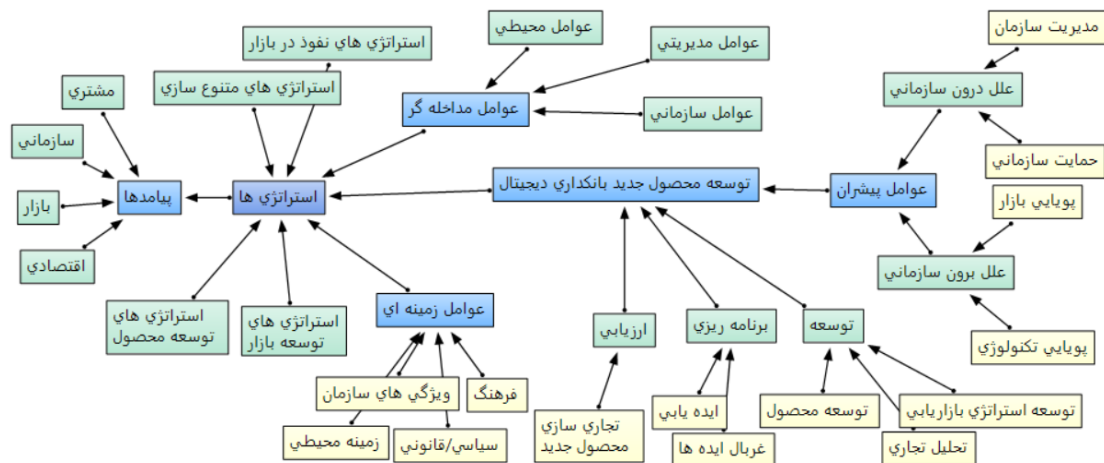 مديريت سازمان
عوامل محيطي
استراتژي هاي نفوذ در بازار
عوامل مديريتي
استراتژي هاي متنوع سازي
علل درون سازماني
مشتري
عوامل مداخله گر
عوامل سازماني
سازماني
حمايت سازماني
توسعه محصول جديد بانكداري ديجيتال
عوامل پيشران
استراتژي ها
پيامدها
بازار
پويايي بازار
علل برون سازماني
اقتصادي
عوامل زمينه اي
استراتژي هاي
توسعه محصول
استراتژي هاي
توسعه بازار
ارزيابي
برنامه ريزي
توسعه
پويايي تكنولوژي
ويژگي هاي سازمان
فرهنگ
زمينه محيطي
سياسي/قانوني
تجاري سازي
محصول جديد
ايده يابي
غربال ايده ها
توسعه محصول
توسعه استراتژي بازاريابي
تحليل تجاري